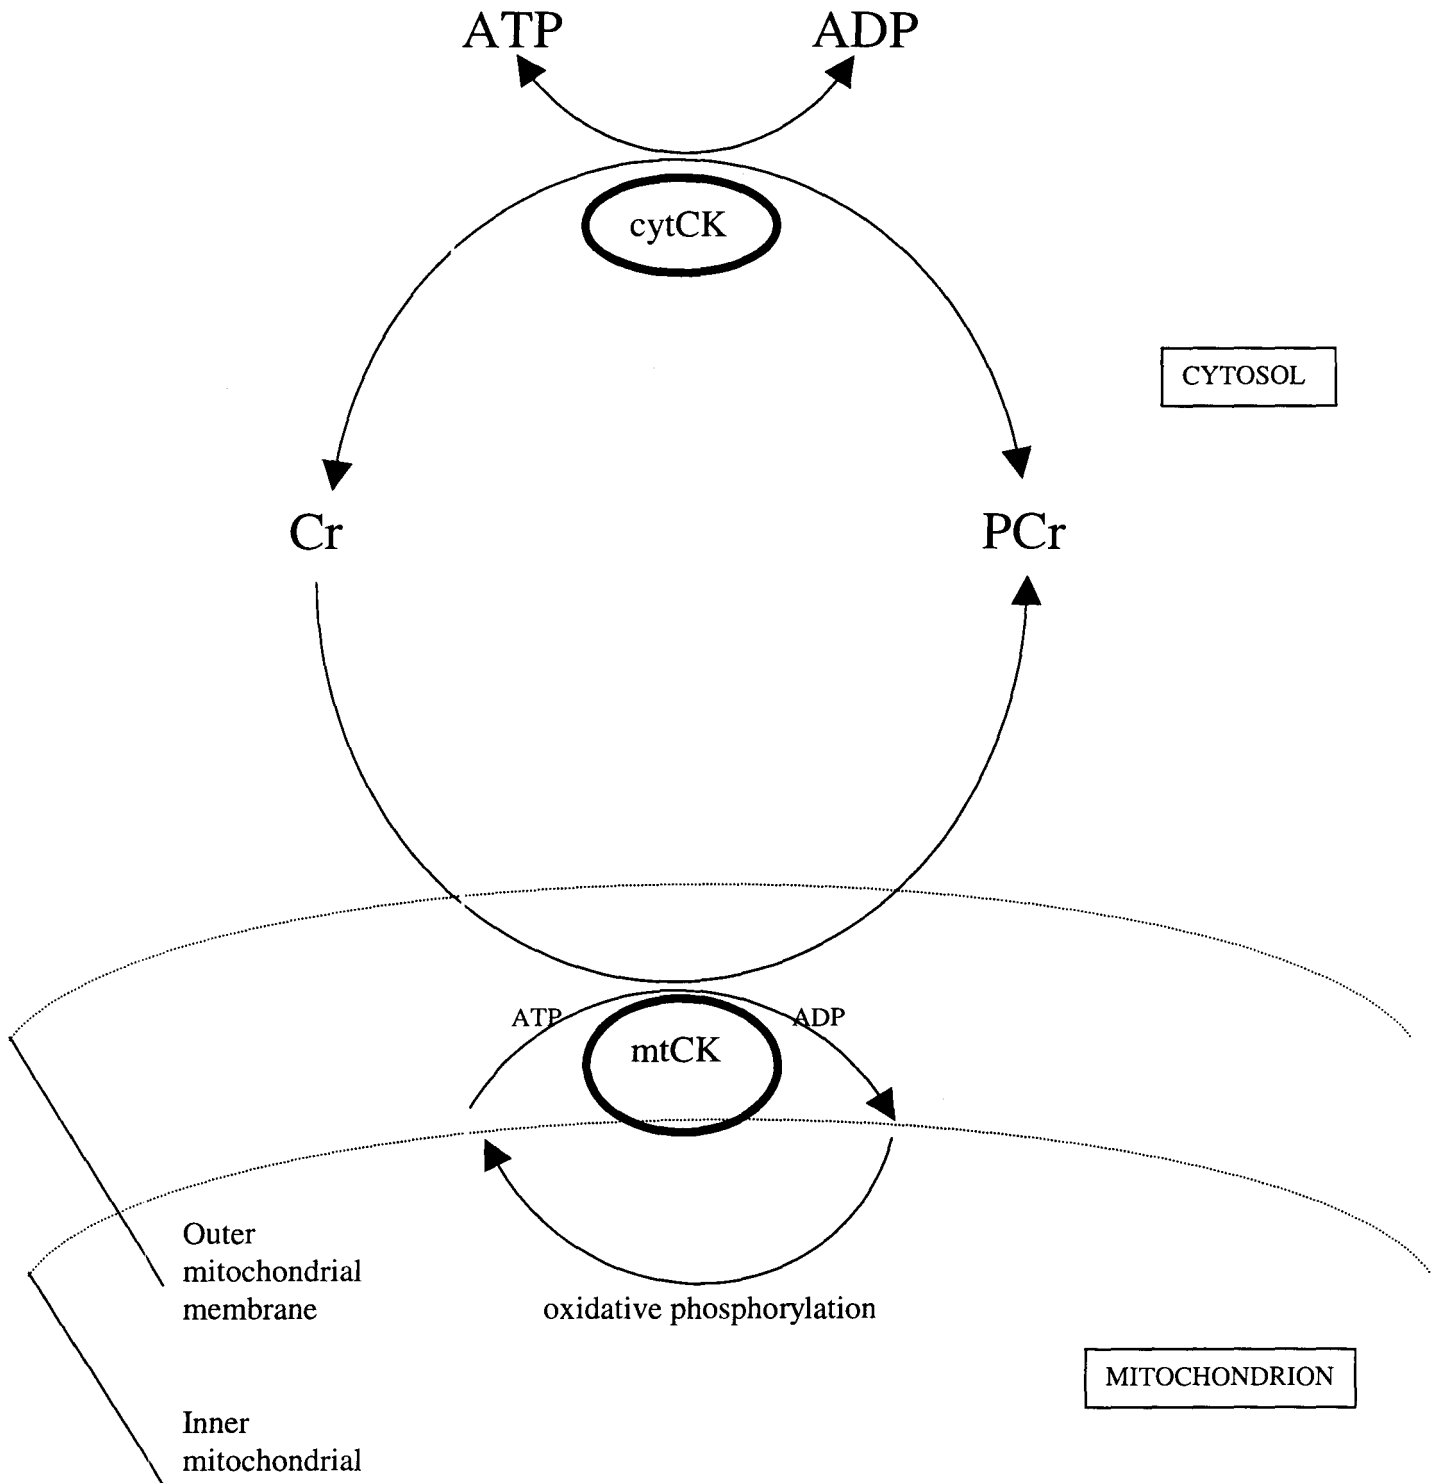 ATP
ADP
cytCK
CYTOSOL
Cr
PCr
ATP
ADP
mtCK
Outer
mitochondrial
membrane
oxidative phosphorylation
MITOCHONDRION
Inner
mitochondrial